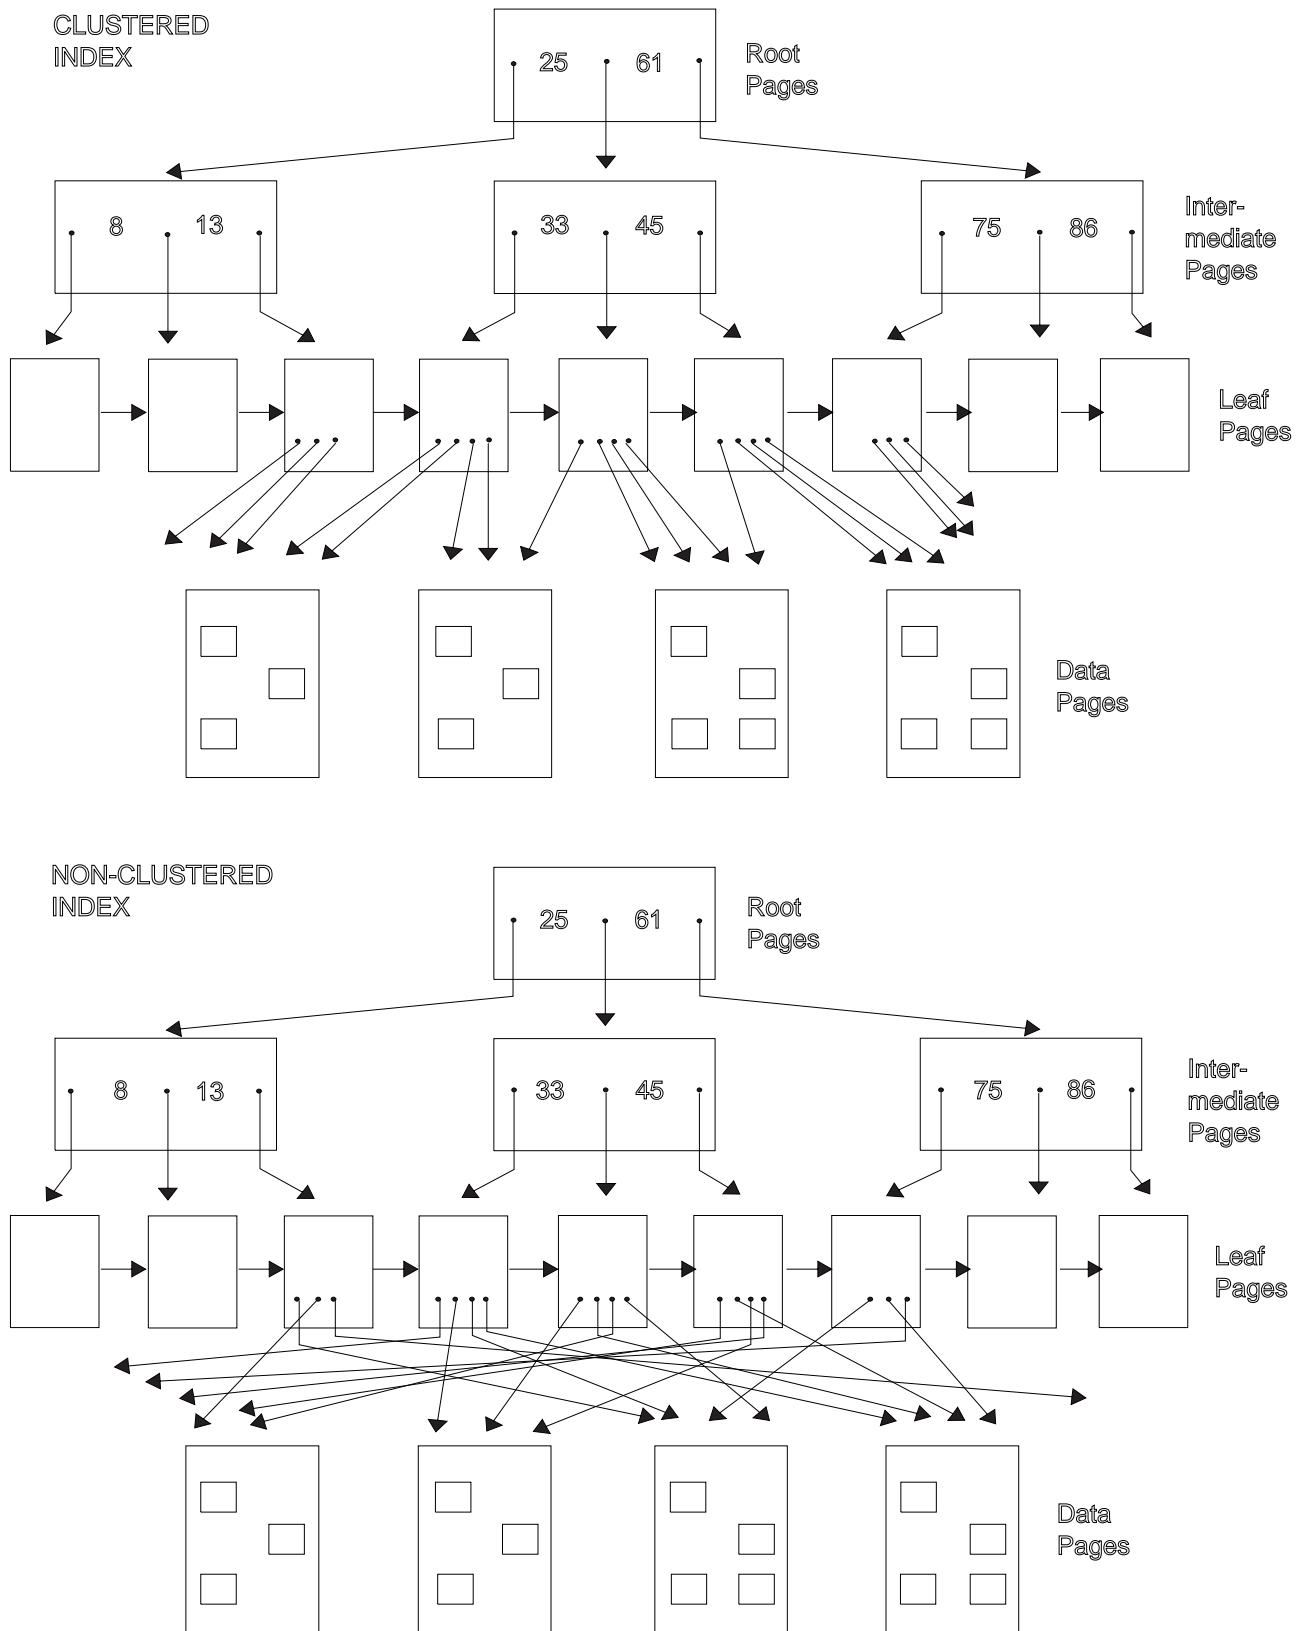 CLUSTERED
INDEX
25 61
Root
Pages
8 13
33 45
75 86
Inter-
mediate
Pages
Leaf
Pages
Data
Pages
NON-CLUSTERED
INDEX
25 61
Root
Pages
8 13
33 45
75 86
Inter-
mediate
Pages
Leaf
Pages
Data
Pages